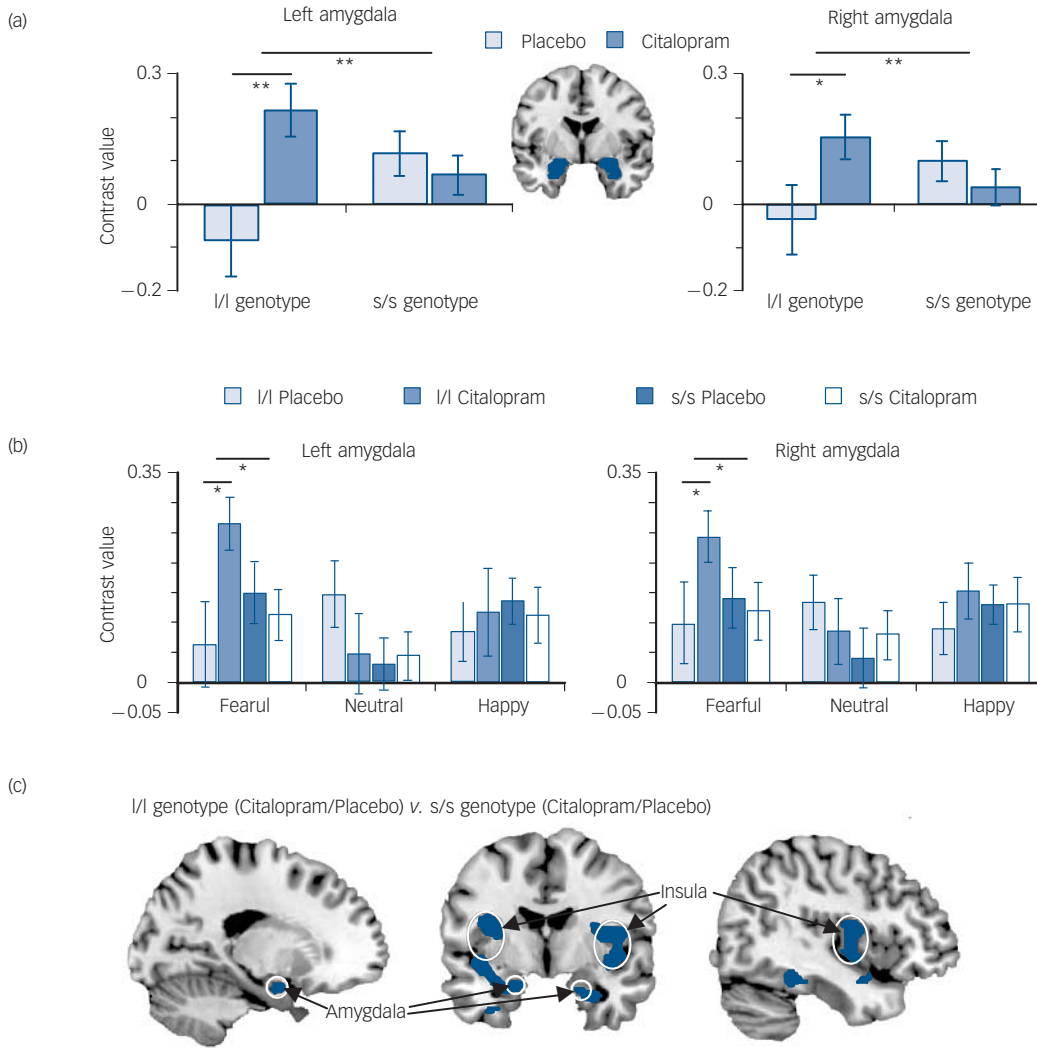 (a)
Left amygdala
Placebo Citalopram
Right amygdala
**
**
0.3
0
−0.2
Contrast value
l/l genotype s/s genotype
**
*
0.3
0
−0.2
l/l genotype s/s genotype
l/l Placebo l/l Citalopram s/s Placebo s/s Citalopram
(b)
Left amygdala
*
*
0.35
0
−0.05
Contrast value
Fearul Neutral Happy
Right amygdala
*
*
0.35
0
−0.05
Fearful Neutral Happy
(c)
l/l genotype (Citalopram/Placebo) v. s/s genotype (Citalopram/Placebo)
Insula
Amygdala